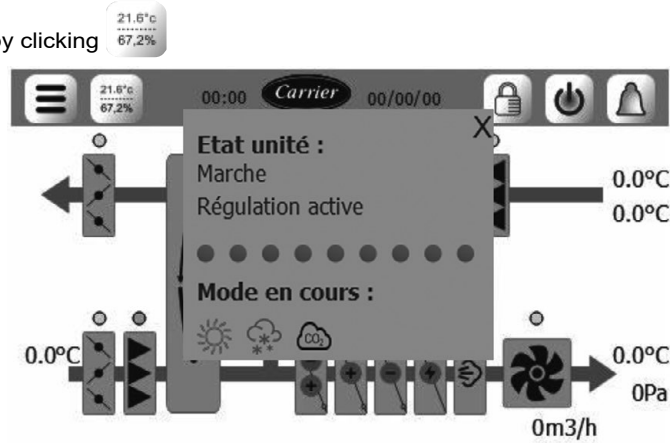 by clicking
21.6°c
67,2%
21.6°c
67,2%
00:00
Carrier
00/00/00
X
Etat unité :
Marche
Régulation active
Mode en cours :
CO2
0.0°C
0.0°C
0.0°C
0.0°C
0Pa
0m3/h